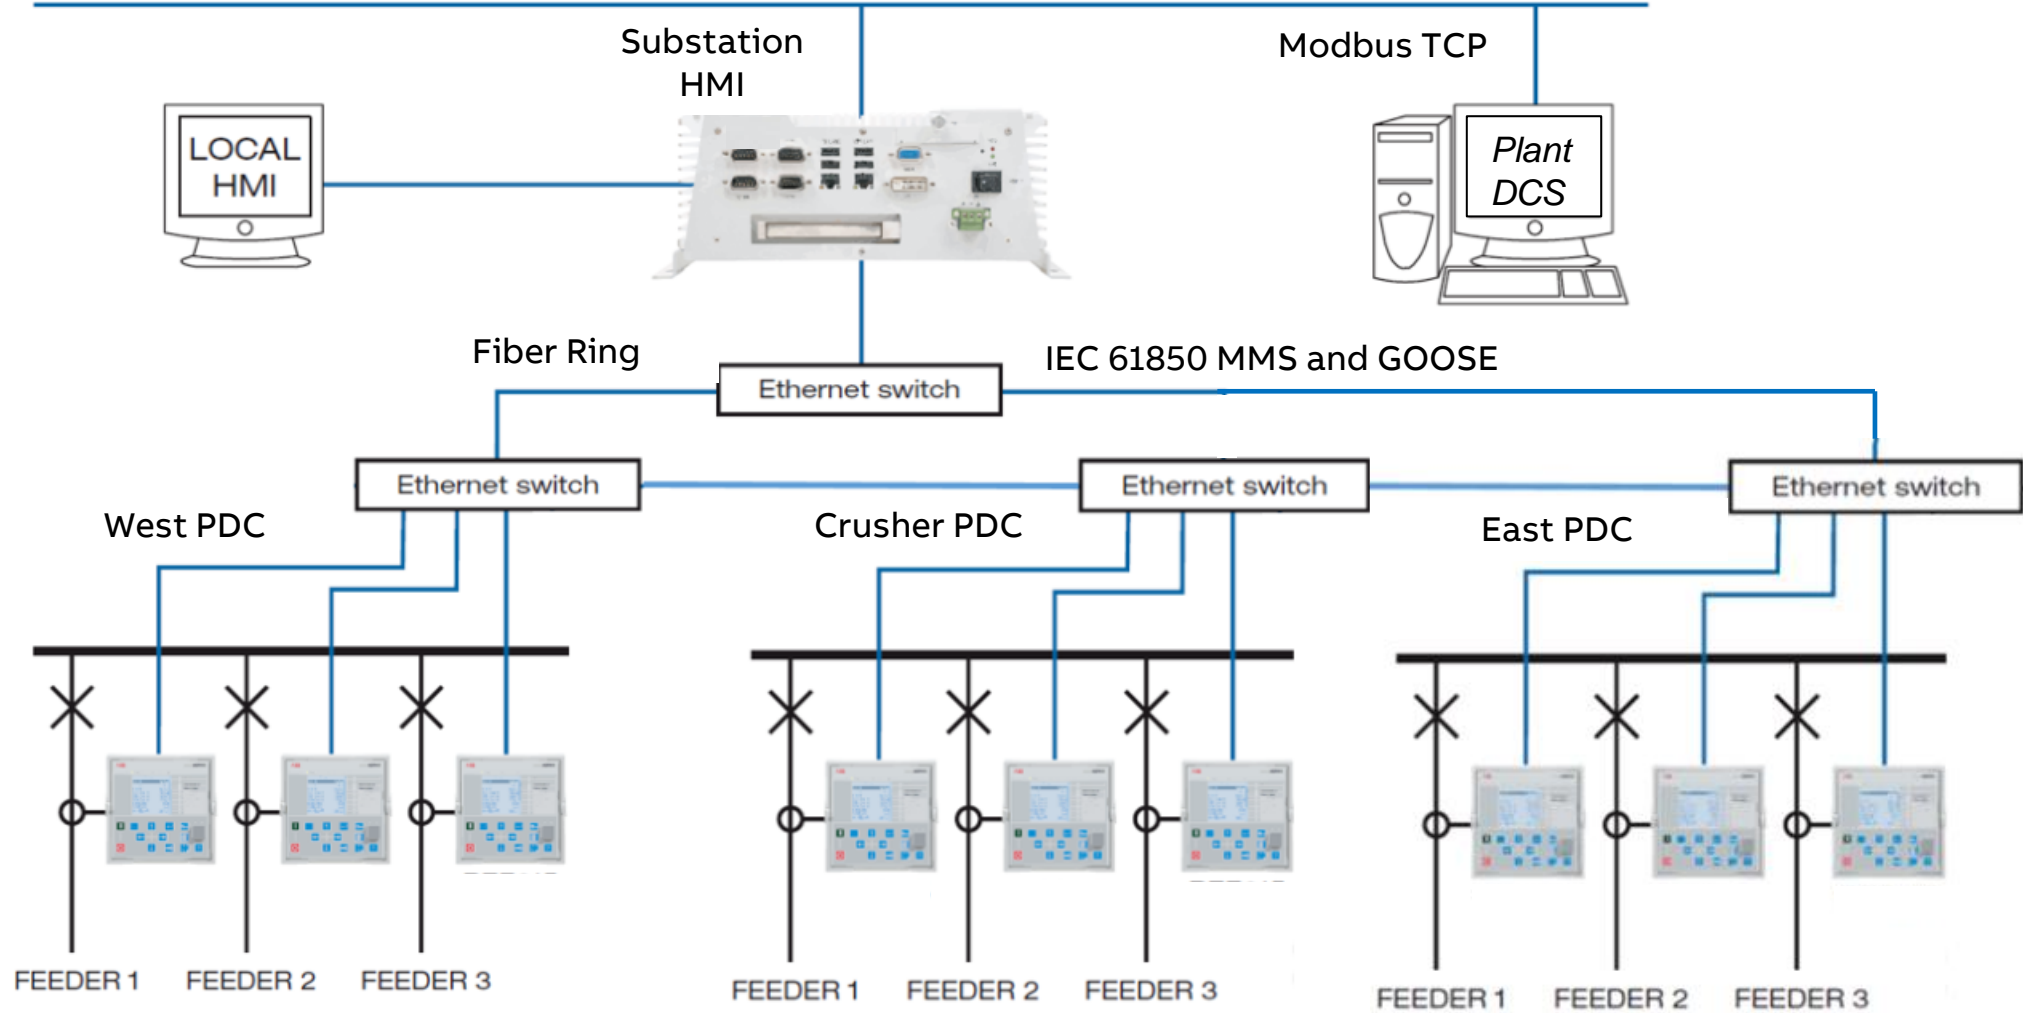 Substation
HMI
Modbus TCP
LOCAL
HMI
Plant
DCS
Fiber Ring
IEC 61850 MMS and GOOSE
Ethernet switch
Ethernet switch
Ethernet switch
Ethernet switch
West PDC
Crusher PDC
East PDC
FEEDER 1
FEEDER 2
FEEDER 3
FEEDER 1
FEEDER 2
FEEDER 3
FEEDER 1
FEEDER 2
FEEDER 3